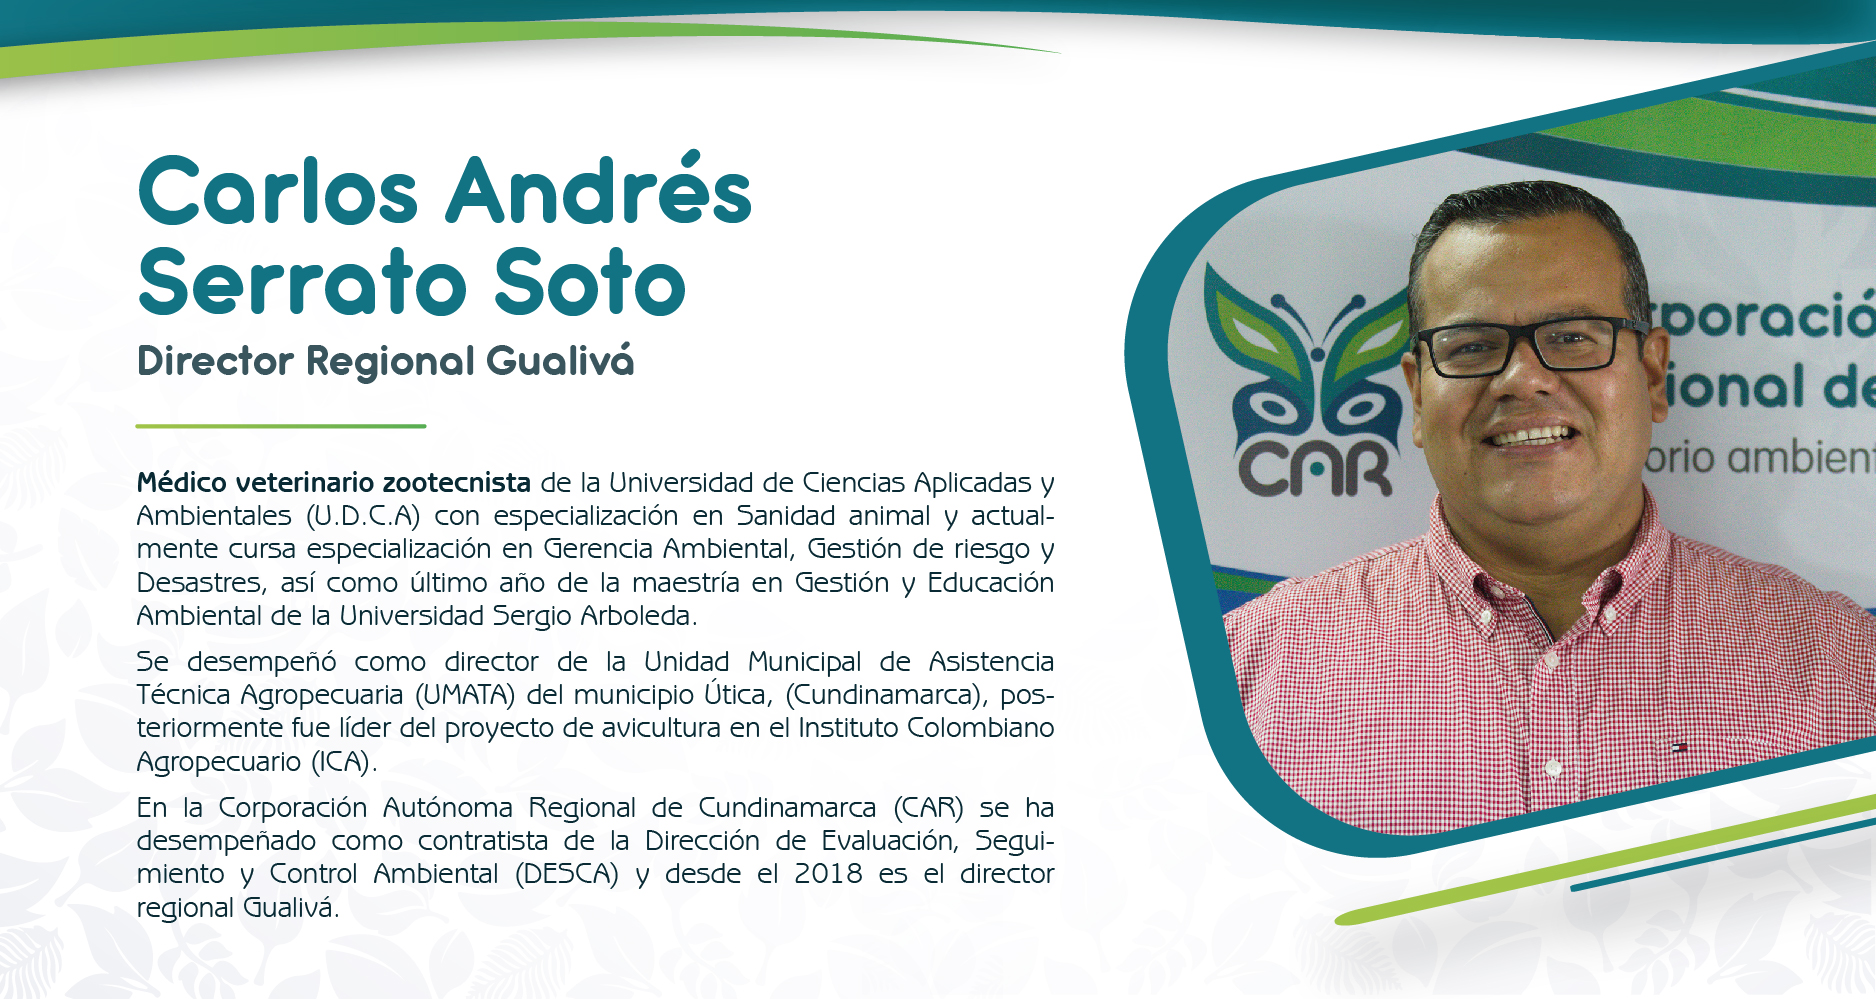 Carlos Andrés
Serrato Soto
Director Regional Gualivá
Médico veterinario zootecnista de la Universidad de Ciencias Aplicadas y
Ambientales (U.D.C.A) con especialización en Sanidad animal y actual-
mente cursa especialización en Gerencia Ambiental, Gestión de riesgo y
Desastres, así como último año de la maestría en Gestión y Educación
Ambiental de la Universidad Sergio Arboleda.
Se desempeñó como director de la Unidad Municipal de Asistencia
Técnica Agropecuaria (UMATA) del municipio Útica, (Cundinamarca), pos-
teriormente fue líder del proyecto de avicultura en el Instituto Colombiano
Agropecuario (ICA).
En la Corporación Autónoma Regional de Cundinamarca (CAR) se ha
desempeñado como contratista de la Dirección de Evaluación, Segui-
miento y Control Ambiental (DESCA) y desde el 2018 es el director
regional Gualivá.
CAR
poració
ional de
orio ambient